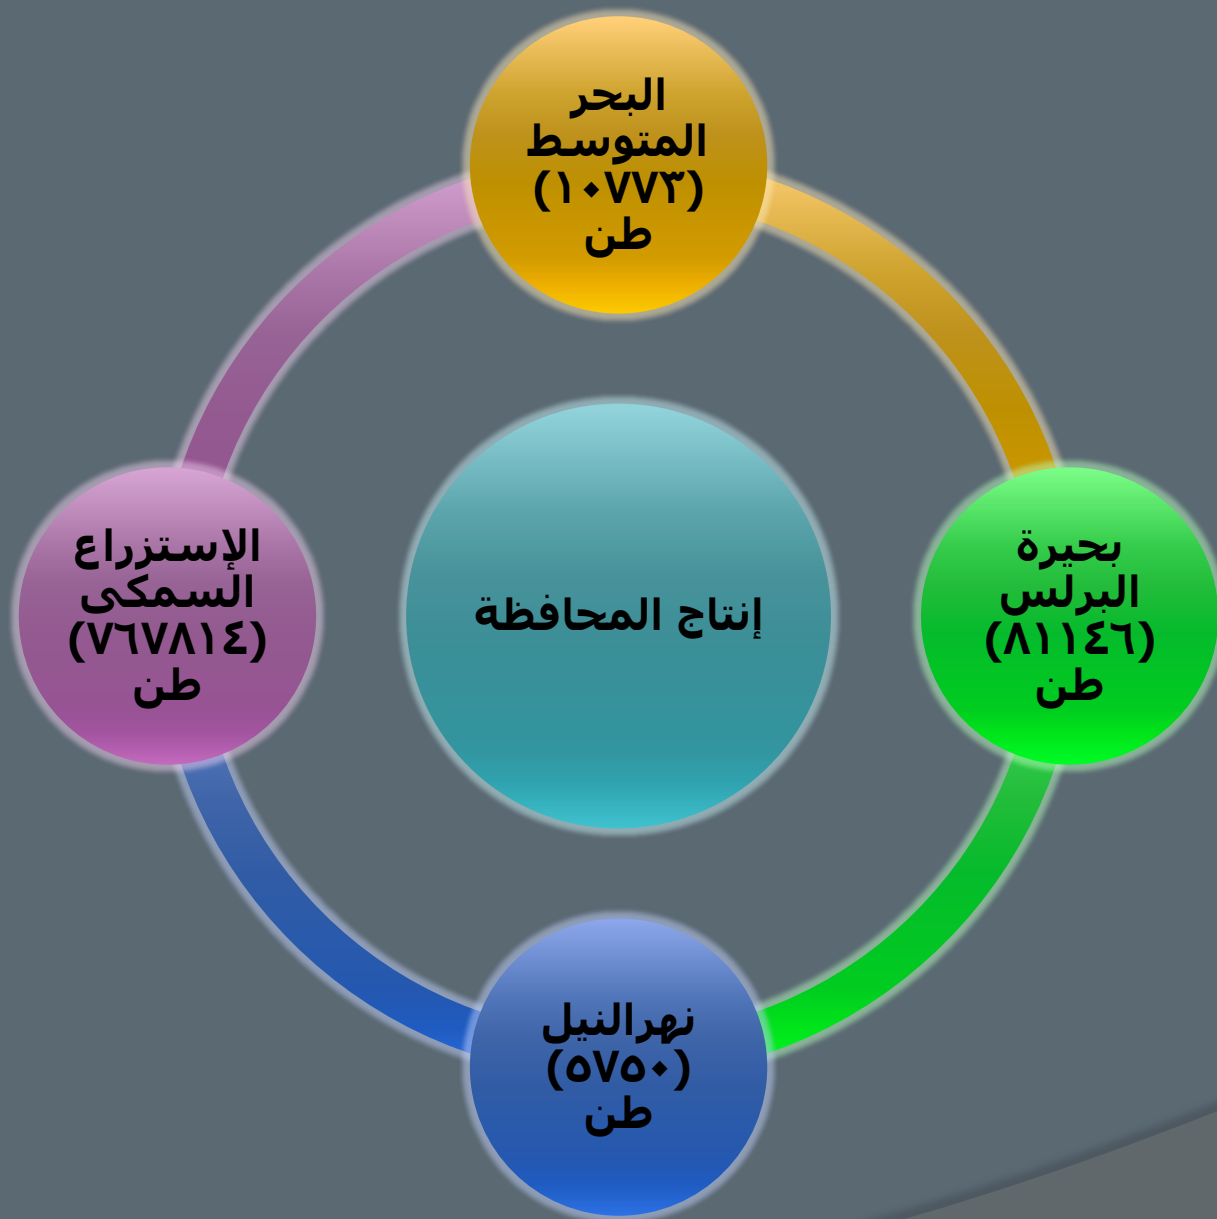 البحر
المتوسط
(١٠٧٧٣)
طن
بحيرة
البرلس
(٨١١٤٦)
طن
نهرالنيل
(٥٧٥٠)
طن
الإستزراع
السمكى
(٧٦٧٨١٤)
طن
إنتاج المحافظة